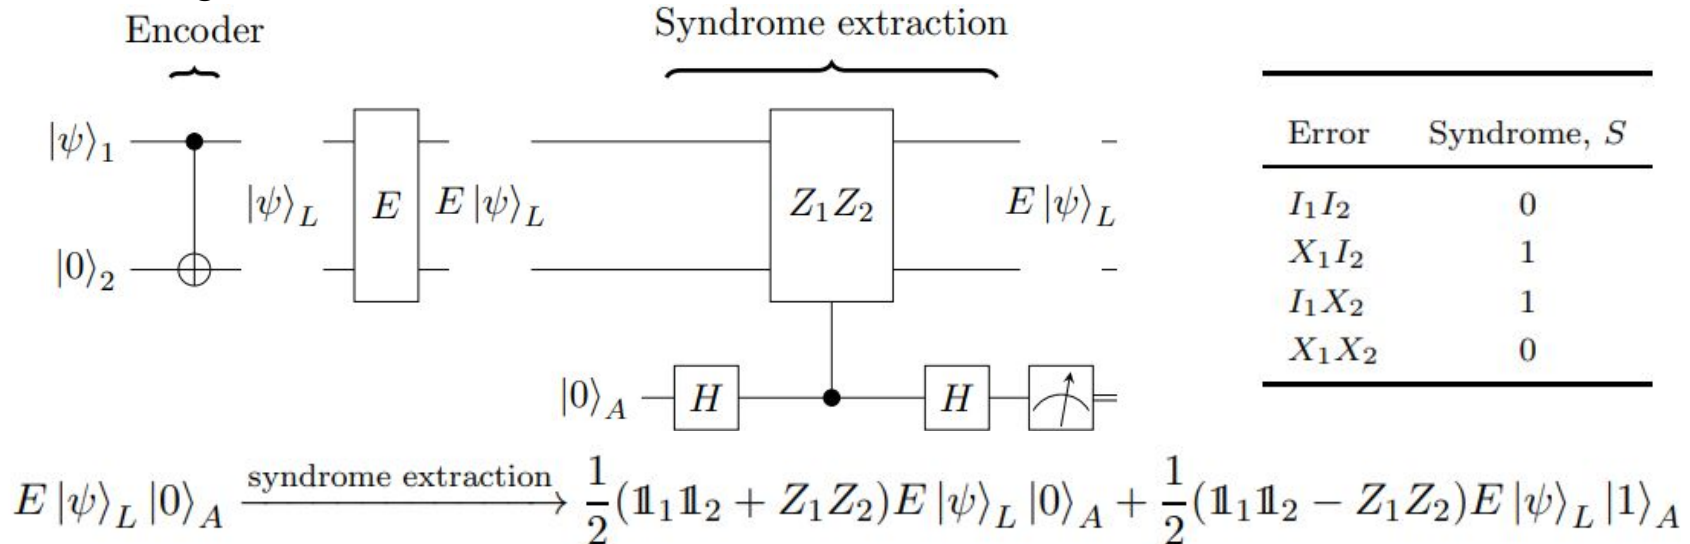 Encoder
Syndrome extraction
|ψ⟩₁
|0⟩₂
|ψ⟩_L
E
E |ψ⟩_L
Z₁Z₂
E |ψ⟩_L
|0⟩_A
H
H
Error Syndrome, S
I₁I₂ 0
X₁I₂ 1
I₁X₂ 1
X₁X₂ 0
E |ψ⟩_L |0⟩_A syndrome extraction → 1/2 (𝟙₁𝟙₂ + Z₁Z₂)E |ψ⟩_L |0⟩_A + 1/2 (𝟙₁𝟙₂ − Z₁Z₂)E |ψ⟩_L |1⟩_A